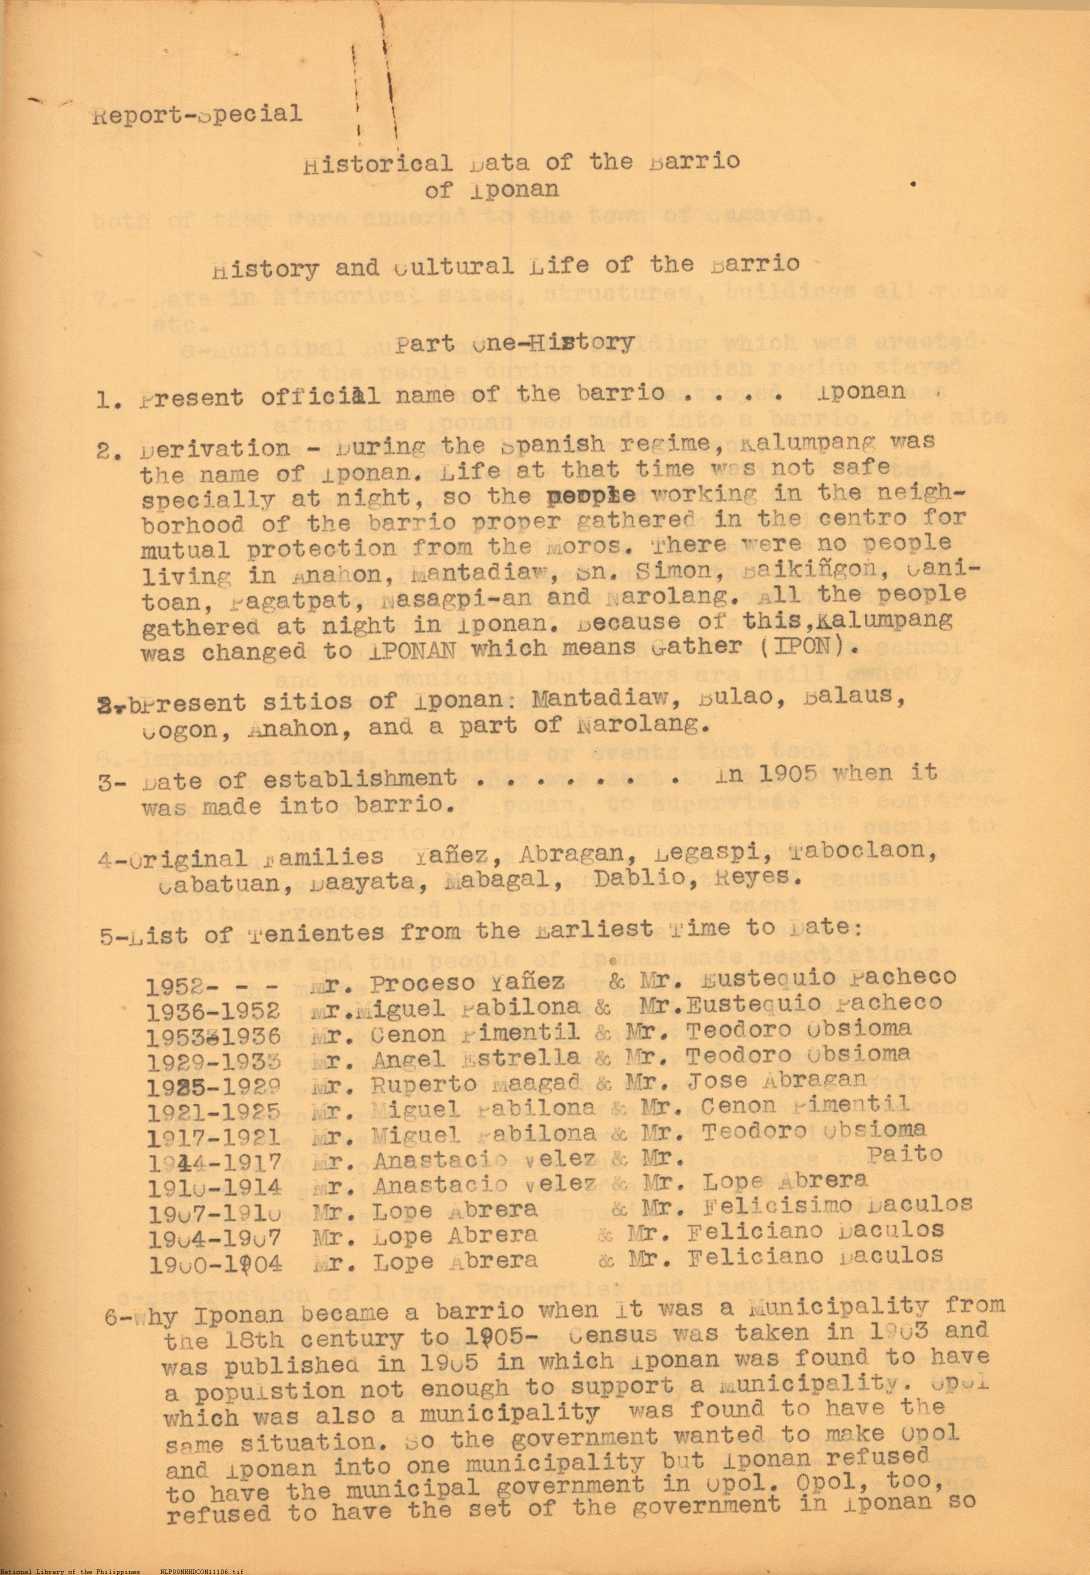 Report-Special
Historical Data of the Barrio
of Iponan
History and Cultural Life of the Barrio
Part One-History
1. Present official name of the barrio . . . . Iponan .
2. Derivation - During the Spanish regime, Kalumpang was
the name of Iponan. Life at that time was not safe
specially at night, so the people working in the neigh-
borhood of the barrio proper gathered in the centro for
mutual protection from the Moros. There were no people
living in Anahon, Mantadiaw, Sn. Simon, Baikiñgon, Cani-
toan, Pagatpat, Nasagpi-an and Narolang. All the people
gathered at night in Iponan. Because of this,Kalumpang
was changed to IPONAN which means Gather (IPON).
2.bPresent sitios of Iponan: Mantadiaw, Bulao, Balaus,
Cogon, Anahon, and a part of Narolang.
3- Date of establishment . . . . . . . In 1905 when it
was made into barrio.
4-Original Families Yañez, Abragan, Legaspi, Taboclaon,
Cabatuan, Daayata, Mabagal, Dablio, Reyes.
5-List of Tenientes from the Earliest Time to Date:
1952- - - Mr. Proceso Yañez & Mr. Eustequio Pacheco
1936-1952 Mr.Miguel Pabilona & Mr.Eustequio Pacheco
1953-1936 Mr. Cenon Pimentil & Mr. Teodoro Obsioma
1929-1933 Mr. Angel Estrella & Mr. Teodoro Obsioma
1925-1929 Mr. Ruperto Maagad & Mr. Jose Abragan
1921-1925 Mr. Miguel Pabilona & Mr. Cenon Pimentil
1917-1921 Mr. Miguel Pabilona & Mr. Teodoro Obsioma
1914-1917 Mr. Anastacio Velez & Mr. Paito
1910-1914 Mr. Anastacio Velez & Mr. Lope Abrera
1907-1910 Mr. Lope Abrera & Mr. Felicisimo Daculos
1904-1907 Mr. Lope Abrera & Mr. Feliciano Daculos
1900-1904 Mr. Lope Abrera & Mr. Feliciano Daculos
6-Why Iponan became a barrio when it was a Municipality from
the 18th century to 1905- Census was taken in 1903 and
was published in 1905 in which Iponan was found to have
a populstion not enough to support a Municipality. Opol
which was also a municipality was found to have the
same situation. So the government wanted to make Opol
and Iponan into one municipality but Iponan refused
to have the municipal government in Opol. Opol, too,
refused to have the set of the government in Iponan so
National Library of the Philippines NLP00NHHDCON11106.tif